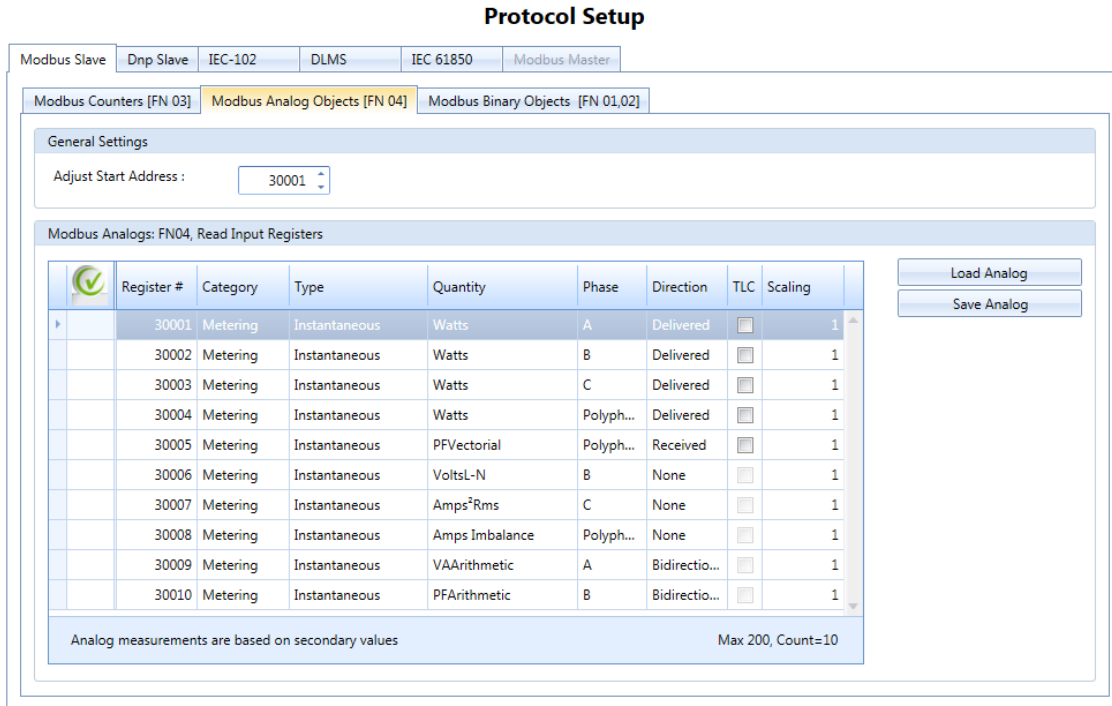 Protocol Setup
Modbus Slave Dnp Slave IEC-102 DLMS IEC 61850 Modbus Master
Modbus Counters [FN 03] Modbus Analog Objects [FN 04] Modbus Binary Objects [FN 01,02]
General Settings
Adjust Start Address : 30001
Modbus Analogs: FN04, Read Input Registers
Register # Category Type Quantity Phase Direction TLC Scaling
30001 Metering Instantaneous Watts A Delivered 1
30002 Metering Instantaneous Watts B Delivered 1
30003 Metering Instantaneous Watts C Delivered 1
30004 Metering Instantaneous Watts Polyph... Delivered 1
30005 Metering Instantaneous PFVectorial Polyph... Received 1
30006 Metering Instantaneous VoltsL-N B None 1
30007 Metering Instantaneous Amps²Rms C None 1
30008 Metering Instantaneous Amps Imbalance Polyph... None 1
30009 Metering Instantaneous VAArithmetic A Bidirectio... 1
30010 Metering Instantaneous PFArithmetic B Bidirectio... 1
Analog measurements are based on secondary values Max 200, Count=10
Load Analog
Save Analog